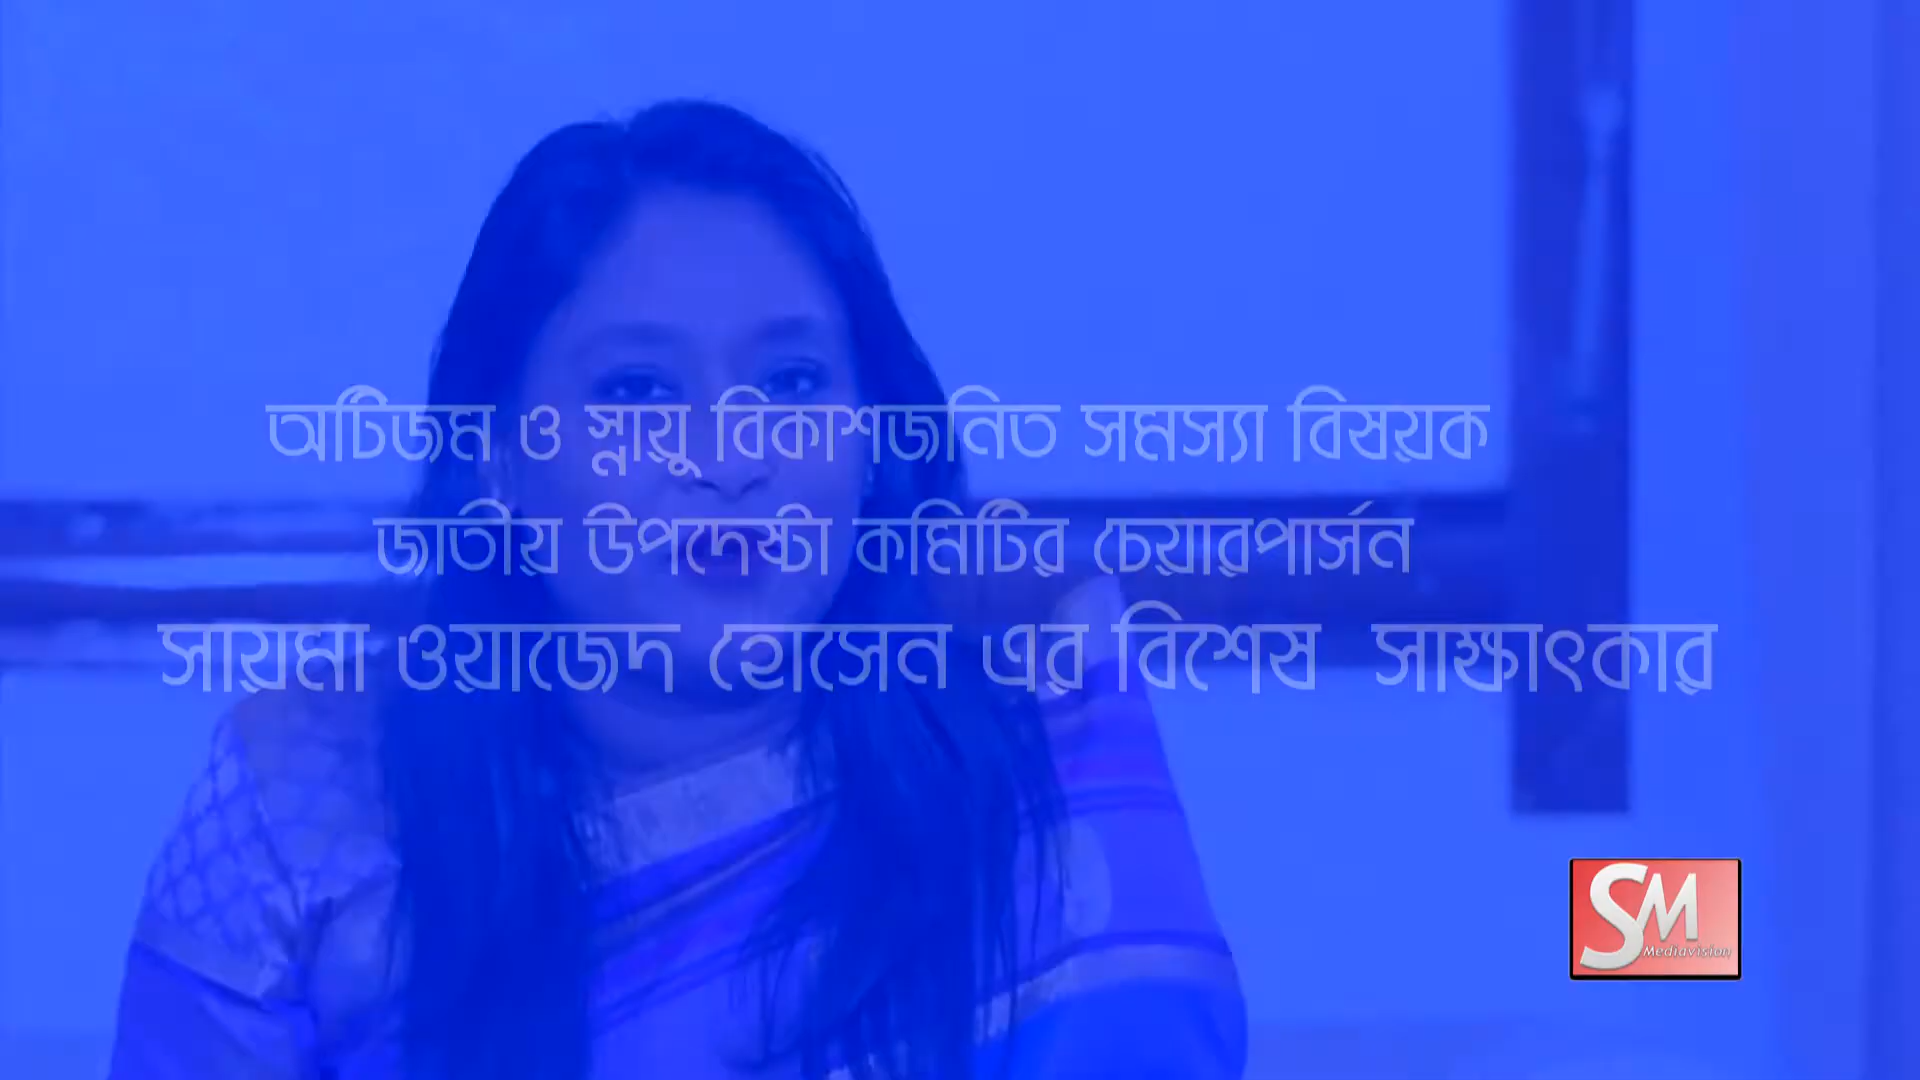 অটিজম ও স্নায়ু বিকাশজনিত সমস্যা বিষয়ক
জাতীয় উপদেষ্টা কমিটির চেয়ারপার্সন
সায়মা ওয়াজেদ হোসেন এর বিশেষ সাক্ষাৎকার
SM
Mediavision